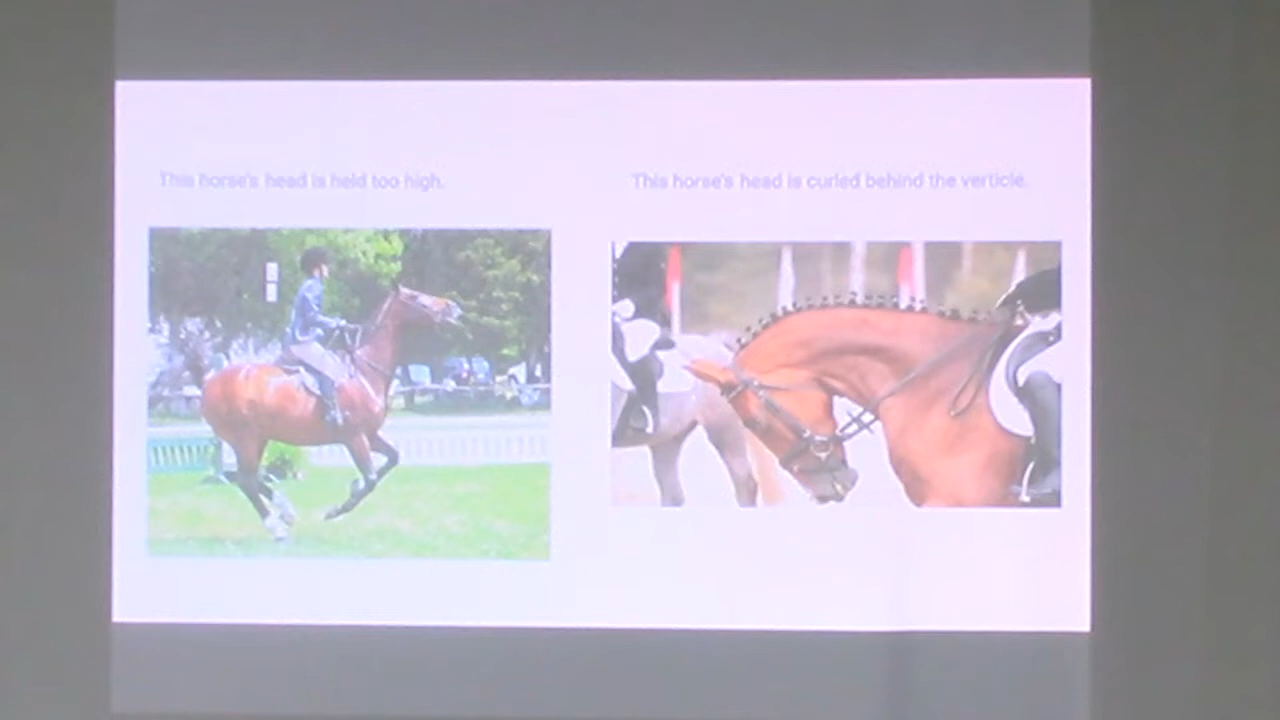 This horse's head is held too high.
This horse's head is curled behind the verticle.